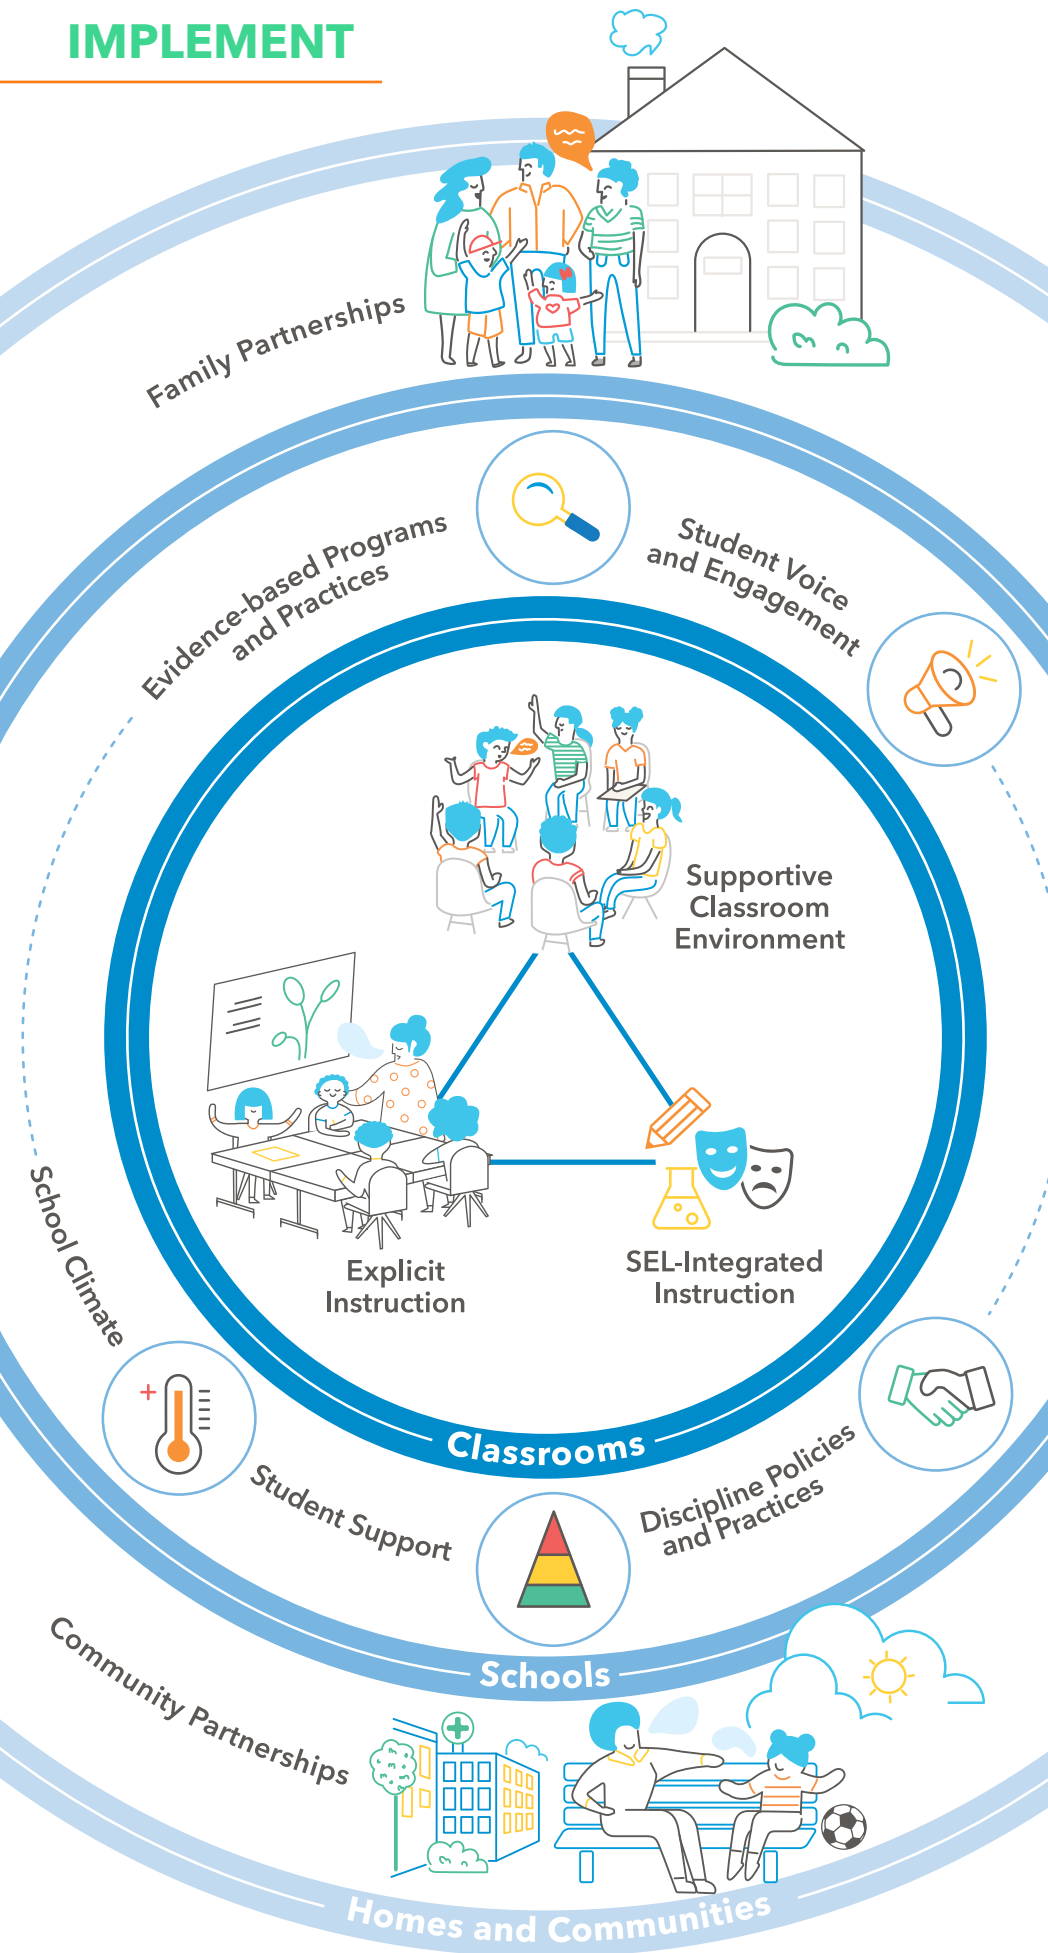 IMPLEMENT
Family Partnerships
Evidence-based Programs
and Practices
Student Voice
and Engagement
Supportive
Classroom
Environment
Explicit
Instruction
SEL-Integrated
Instruction
School Climate
Classrooms
Student Support
Discipline Policies
and Practices
Schools
Community Partnerships
Homes and Communities